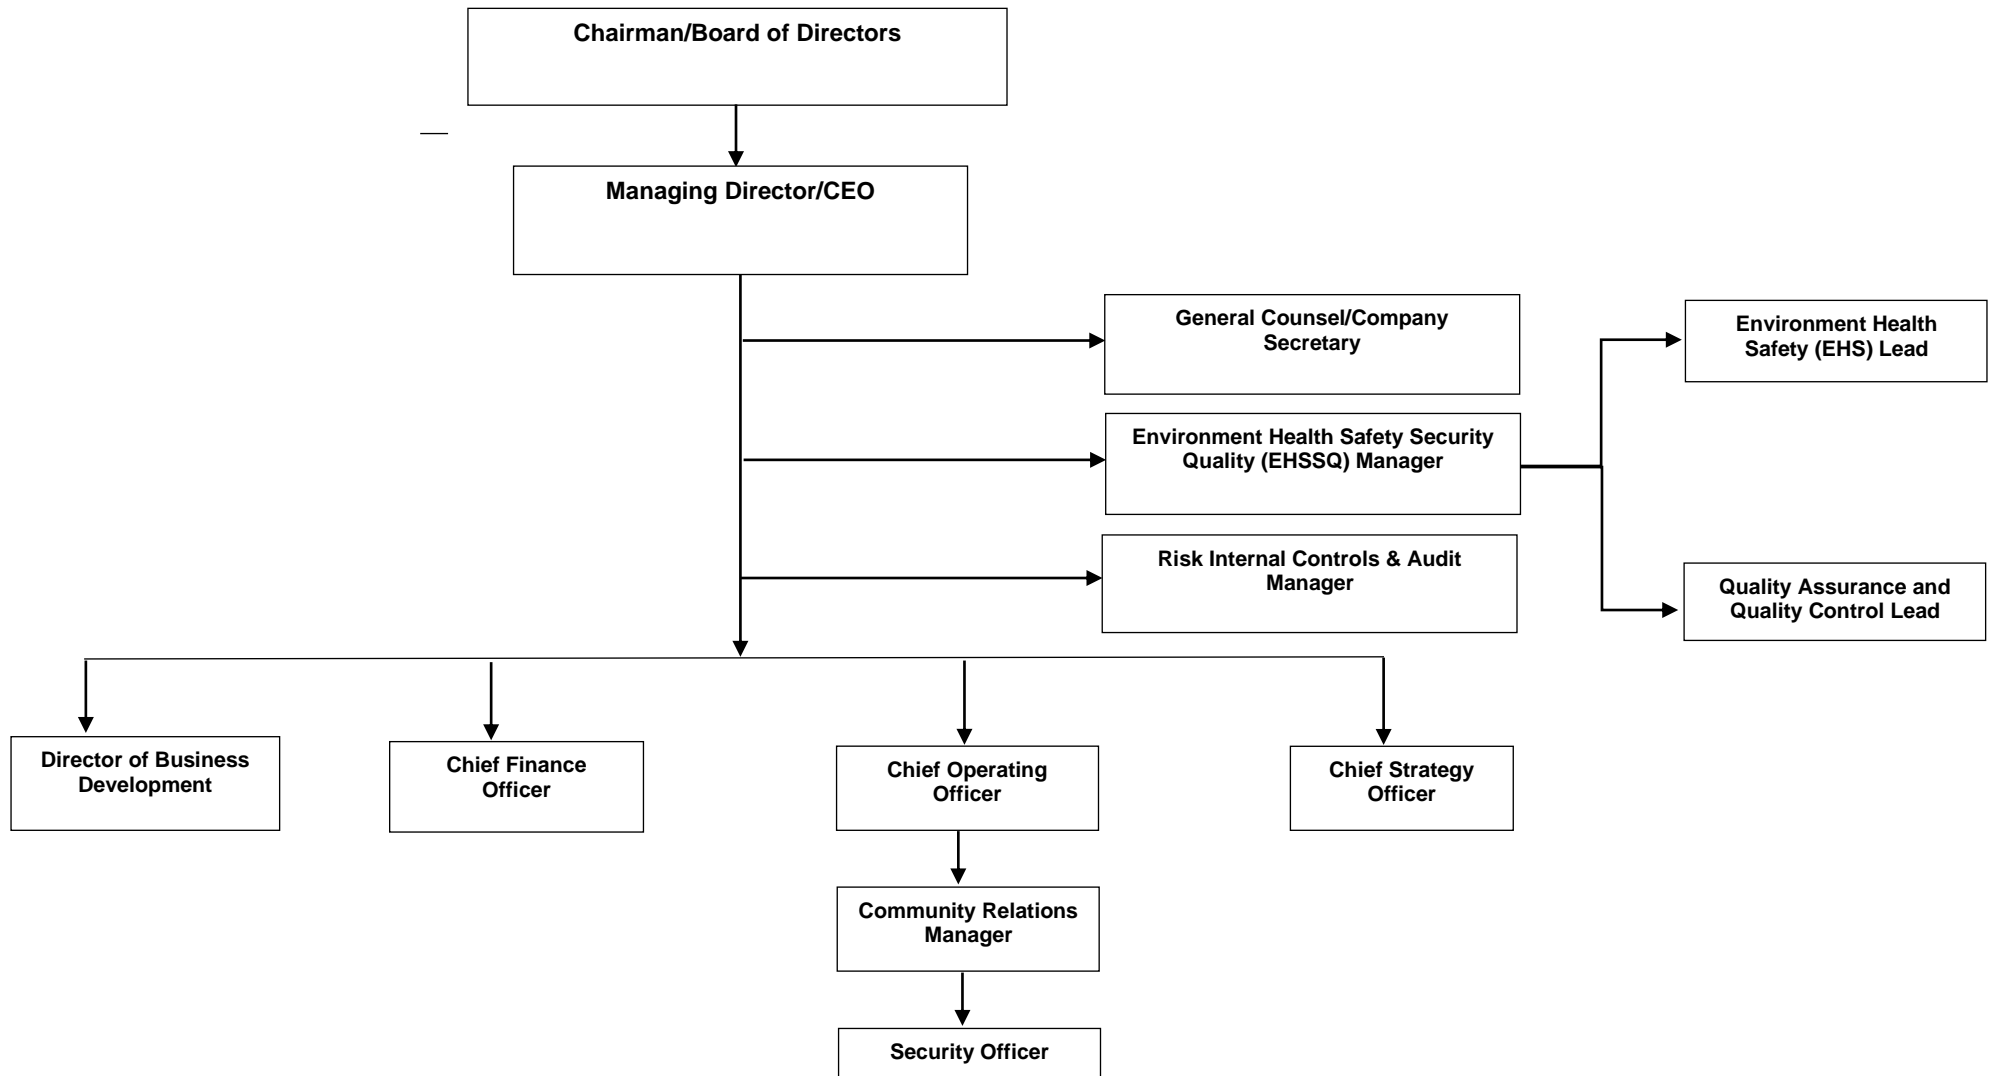 Chairman/Board of Directors
Managing Director/CEO
General Counsel/Company
Secretary
Environment Health
Safety (EHS) Lead
Environment Health Safety Security
Quality (EHSSQ) Manager
Risk Internal Controls & Audit
Manager
Quality Assurance and
Quality Control Lead
Director of Business
Development
Chief Finance
Officer
Chief Operating
Officer
Chief Strategy
Officer
Community Relations
Manager
Security Officer